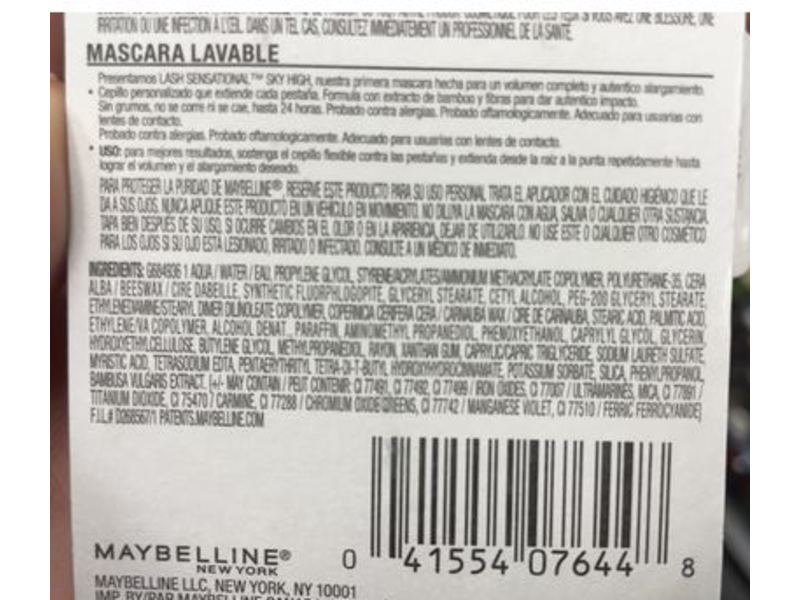 IRRITATION OU INFECTION À L'ŒIL. DANS UN TEL CAS, CONSULTEZ IMMÉDIATEMENT UN PROFESSIONNEL DE LA SANTÉ.
MASCARA LAVABLE
Presentamos LASH SENSATIONAL™ SKY HIGH, nuestra primera mascara hecha para un volumen completo y autentico alargamiento.
• Cepillo personalizado que extiende cada pestaña. Formula con extracto de bamboo y fibras para dar autentico impacto.
Sin grumos, no se corre ni se cae, hasta 24 horas. Probado contra alergias. Probado oftamologicamente. Adecuado para usuarias con
lentes de contacto.
Probado contra alergias. Probado oftamologicamente. Adecuado para usuarias con lentes de contacto.
• USO: para mejores resultados, sostenga el cepillo flexible contra las pestañas y extienda desde la raiz a la punta repetidamente hasta
lograr el volumen y el alargamiento deseado.
PARA PROTEGER LA PURIDAD DE MAYBELLINE® RESERVE ESTE PRODUCTO PARA SU USO PERSONAL TRATA EL APLICADOR CON EL CUIDADO HIGÉNICO QUE LE
DA A SUS OJOS. NUNCA APLIQUE ESTE PRODUCTO EN UN VEHÍCULO EN MOVIMIENTO. NO DILUYA LA MASCARA CON AGUA, SALIVA O CUALQUIER OTRA SUSTANCIA.
TAPA BIEN DESPUÉS DE SU USO, SI OCURRE CAMBIOS EN EL OLOR O EN LA APARIENCIA, DEJAR DE UTILIZARLO. NO USE ESTE O CUALQUIER OTRO COSMÉTICO
PARA LOS OJOS SI SU OJO ESTÁ LESIONADO, IRRITADO O INFECTADO. CONSULTE A UN MÉDICO DE INMEDIATO.
INGREDIENTS: G684936 1 AQUA / WATER / EAU, PROPYLENE GLYCOL, STYRENE/ACRYLATES/AMMONIUM METHACRYLATE COPOLYMER, POLYURETHANE-35, CERA
ALBA / BEESWAX / CIRE DABEILLE, SYNTHETIC FLUORPHLOGOPITE, GLYCERYL STEARATE, CETYL ALCOHOL, PEG-200 GLYCERYL STEARATE,
ETHYLENEDIAMINE/STEARYL DIMER DILINOLEATE COPOLYMER, COPERNICIA CERIFERA CERA / CARNAUBA WAX / CIRE DE CARNAUBA, STEARIC ACID, PALMITIC ACID,
ETHYLENE/VA COPOLYMER, ALCOHOL DENAT., PARAFFIN, AMINOMETHYL PROPANEDIOL, PHENOXYETHANOL, CAPRYLYL GLYCOL, GLYCERIN,
HYDROXYETHYLCELLULOSE, BUTYLENE GLYCOL, METHYLPROPANEDIOL, RAYON, XANTHAN GUM, CAPRYLIC/CAPRIC TRIGLYCERIDE, SODIUM LAURETH SULFATE,
MYRISTIC ACID, TETRASODIUM EDTA, PENTAERYTHRITYL TETRA-DI-T-BUTYL HYDROXYHYDROCINNAMATE, POTASSIUM SORBATE, SILICA, PHENYLPROPANOL,
BAMBUSA VULGARIS EXTRACT. [+/- MAY CONTAIN / PEUT CONTENIR: CI 77491, CI 77492, CI 77499 / IRON OXIDES, CI 77007 / ULTRAMARINES, MICA, CI 77891 /
TITANIUM DIOXIDE, CI 75470 / CARMINE, CI 77288 / CHROMIUM OXIDE GREENS, CI 77742 / MANGANESE VIOLET, CI 77510 / FERRIC FERROCYANIDE]
F.I.L.# D268567/1 PATENTS.MAYBELLINE.COM
0 41554 07644 8
MAYBELLINE®
NEW YORK
MAYBELLINE LLC, NEW YORK, NY 10001
IMP. BY/PAR MAYBELLINE